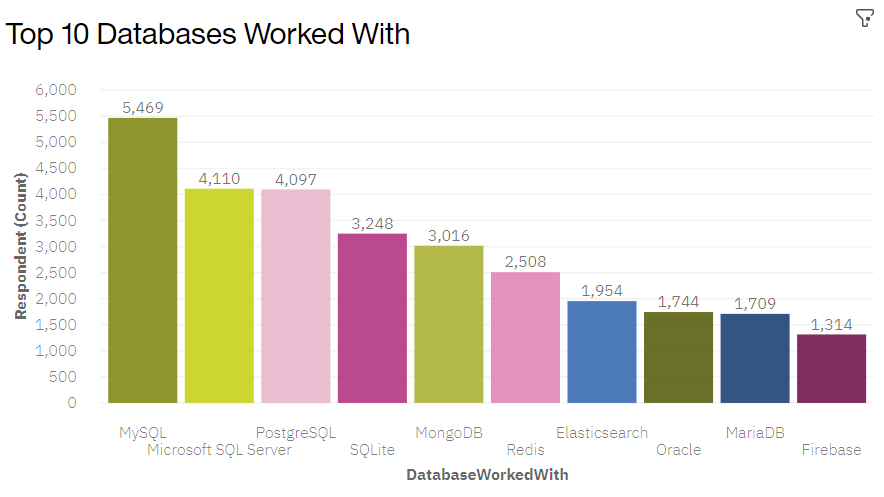 Top 10 Databases Worked With
Respondent (Count)
6,000
5,500
5,000
4,500
4,000
3,500
3,000
2,500
2,000
1,500
1,000
500
0
5,469
4,110
4,097
3,248
3,016
2,508
1,954
1,744
1,709
1,314
MySQL
Microsoft SQL Server
PostgreSQL
SQLite
MongoDB
Redis
Elasticsearch
Oracle
MariaDB
Firebase
DatabaseWorkedWith